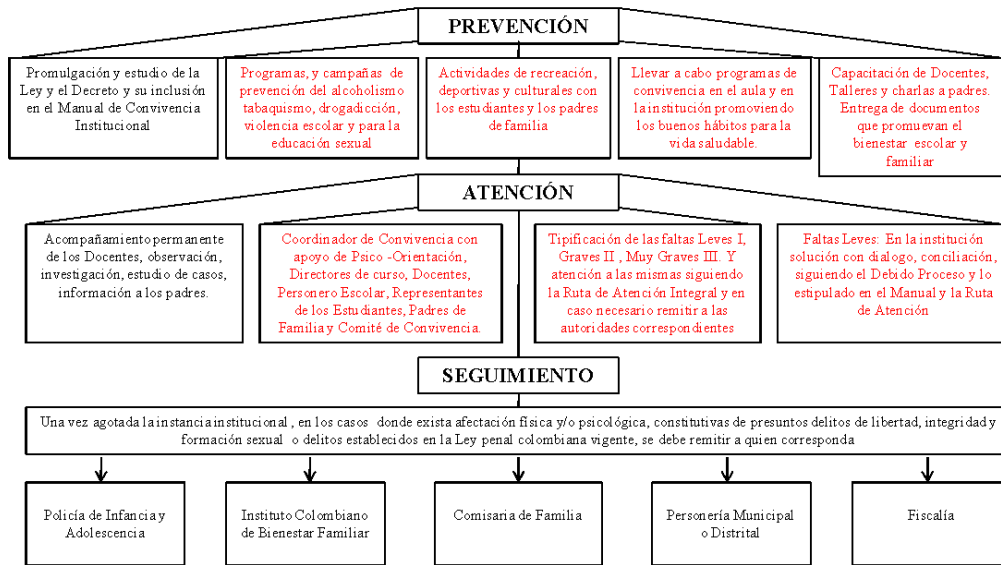 PREVENCIÓN
Promulgación y estudio de la
Ley y el Decreto y su inclusión
en el Manual de Convivencia
Institucional
Programas, y campañas de
prevención del alcoholismo
tabaquismo, drogadicción,
violencia escolar y para la
educación sexual
Actividades de recreación,
deportivas y culturales con
los estudiantes y los padres
de familia
Llevar a cabo programas de
convivencia en el aula y en
la institución promoviendo
los buenos hábitos para la
vida saludable.
Capacitación de Docentes,
Talleres y charlas a padres.
Entrega de documentos
que promuevan el
bienestar escolar y
familiar
ATENCIÓN
Acompañamiento permanente
de los Docentes, observación,
investigación, estudio de casos,
información a los padres.
Coordinador de Convivencia con
apoyo de Psico -Orientación,
Directores de curso, Docentes,
Personero Escolar, Representantes
de los Estudiantes, Padres de
Familia y Comité de Convivencia.
Tipificación de las faltas Leves I,
Graves II , Muy Graves III. Y
atención a las mismas siguiendo
la Ruta de Atención Integral y en
caso necesario remitir a las
autoridades correspondientes
Faltas Leves: En la institución
solución con dialogo, conciliación,
siguiendo el Debido Proceso y lo
estipulado en el Manual y la Ruta
de Atención
SEGUIMIENTO
Una vez agotada la instancia institucional , en los casos donde exista afectación física y/o psicológica, constitutivas de presuntos delitos de libertad, integridad y
formación sexual o delitos establecidos en la Ley penal colombiana vigente, se debe remitir a quien corresponda
Policía de Infancia y
Adolescencia
Instituto Colombiano
de Bienestar Familiar
Comisaria de Familia
Personería Municipal
o Distrital
Fiscalía